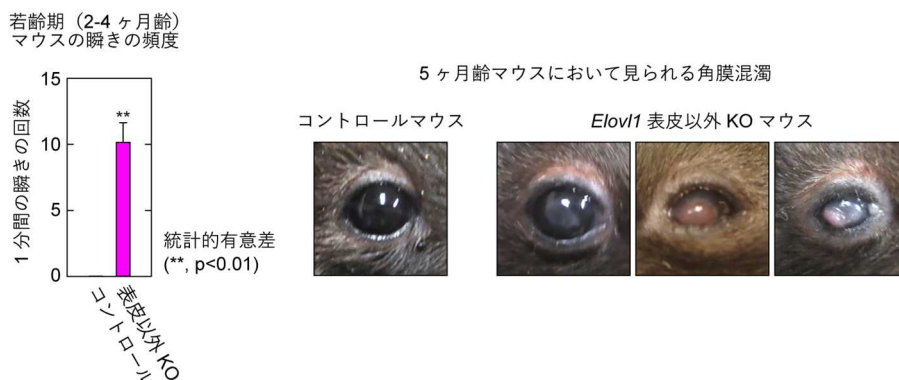 若齢期（2-4 ヶ月齢）
マウスの瞬きの頻度
15
10
5
0
1 分間の瞬きの回数
**
コントロール
表皮以外 KO
統計的有意差
(**, p<0.01)
5 ヶ月齢マウスにおいて見られる角膜混濁
コントロールマウス
Elovl1 表皮以外 KO マウス